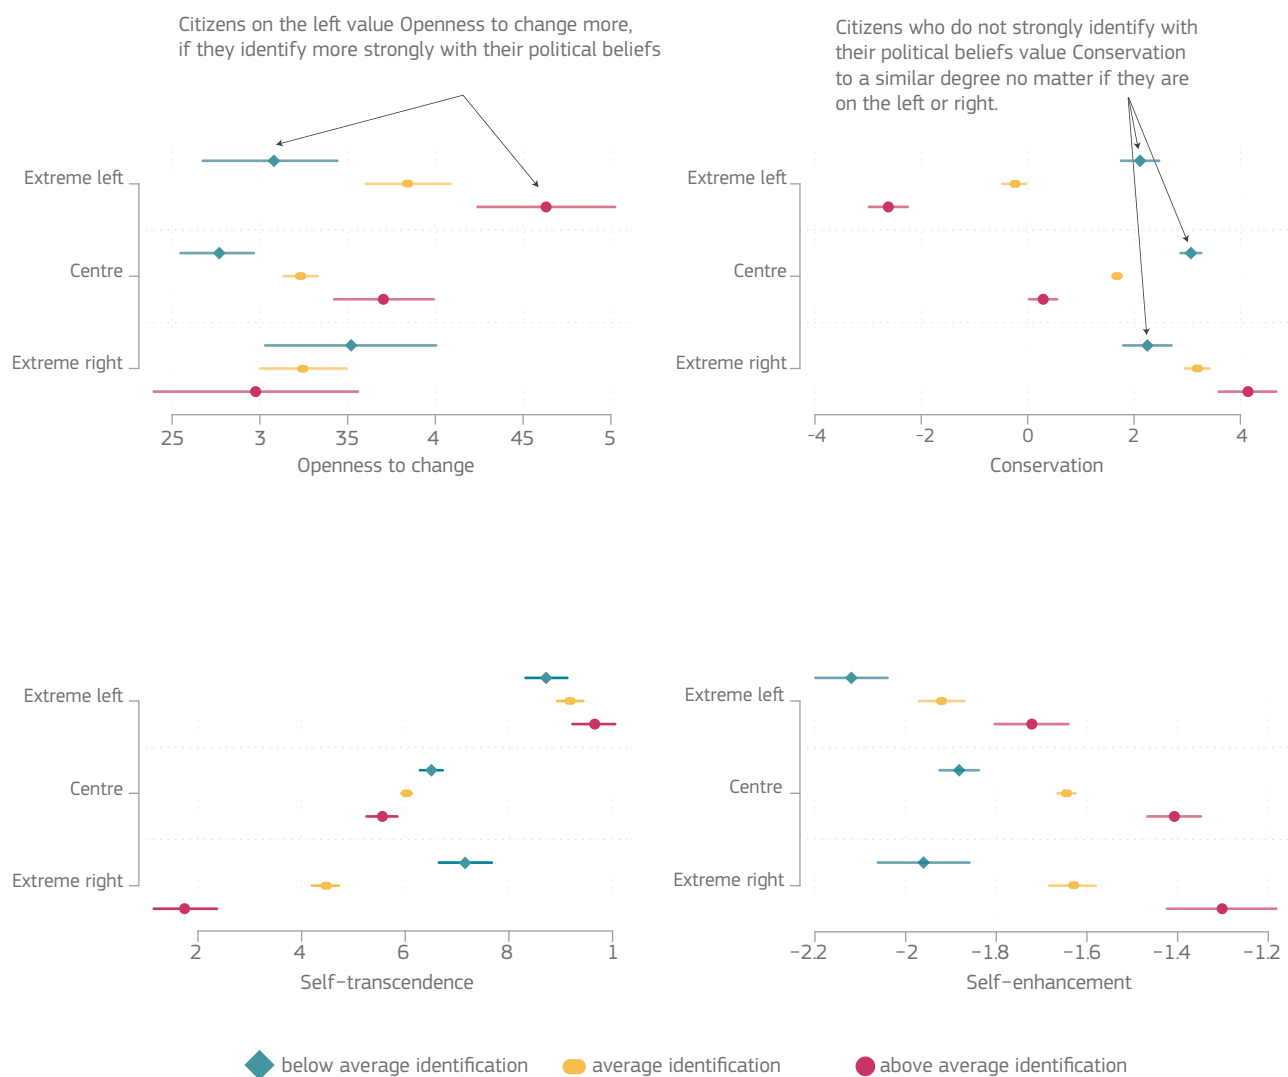 Citizens on the left value Openness to change more,
if they identify more strongly with their political beliefs
Extreme left
Centre
Extreme right
25 3 35 4 45 5
Openness to change
Citizens who do not strongly identify with
their political beliefs value Conservation
to a similar degree no matter if they are
on the left or right.
Extreme left
Centre
Extreme right
-4 -2 0 2 4
Conservation
Extreme left
Centre
Extreme right
2 4 6 8 1
Self-transcendence
Extreme left
Centre
Extreme right
-2.2 -2 -1.8 -1.6 -1.4 -1.2
Self-enhancement
below average identification average identification above average identification